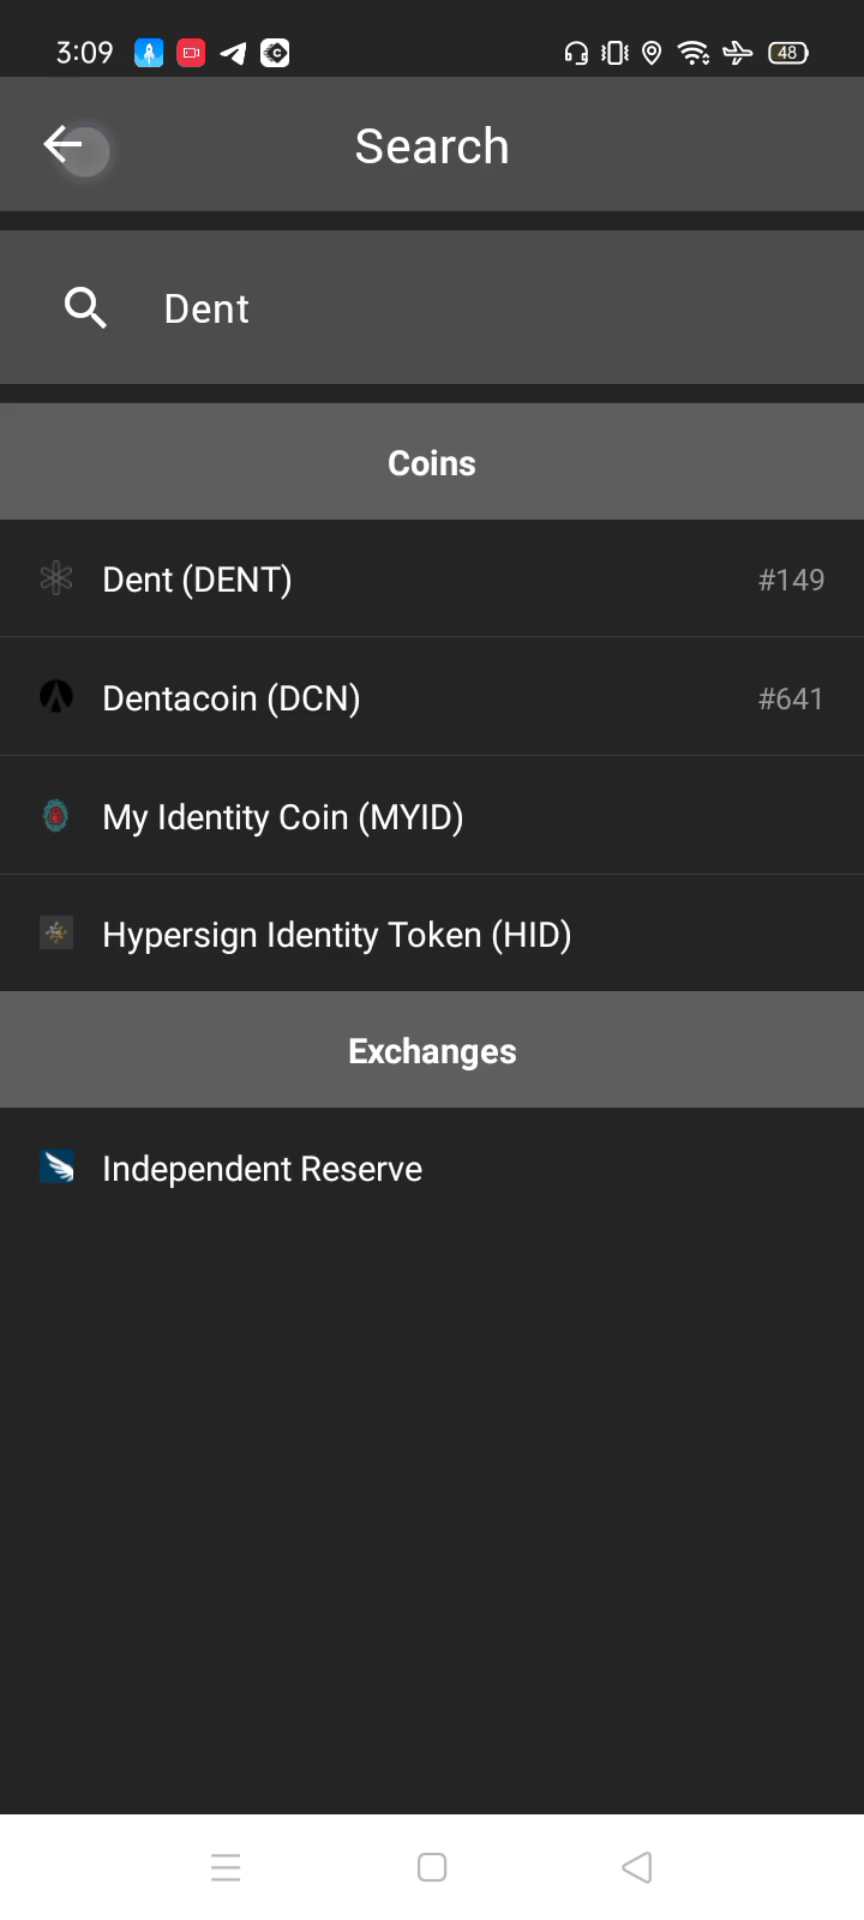 3:09
48
Search
Dent
Coins
Dent (DENT)
#149
Dentacoin (DCN)
#641
My Identity Coin (MYID)
Hypersign Identity Token (HID)
Exchanges
Independent Reserve